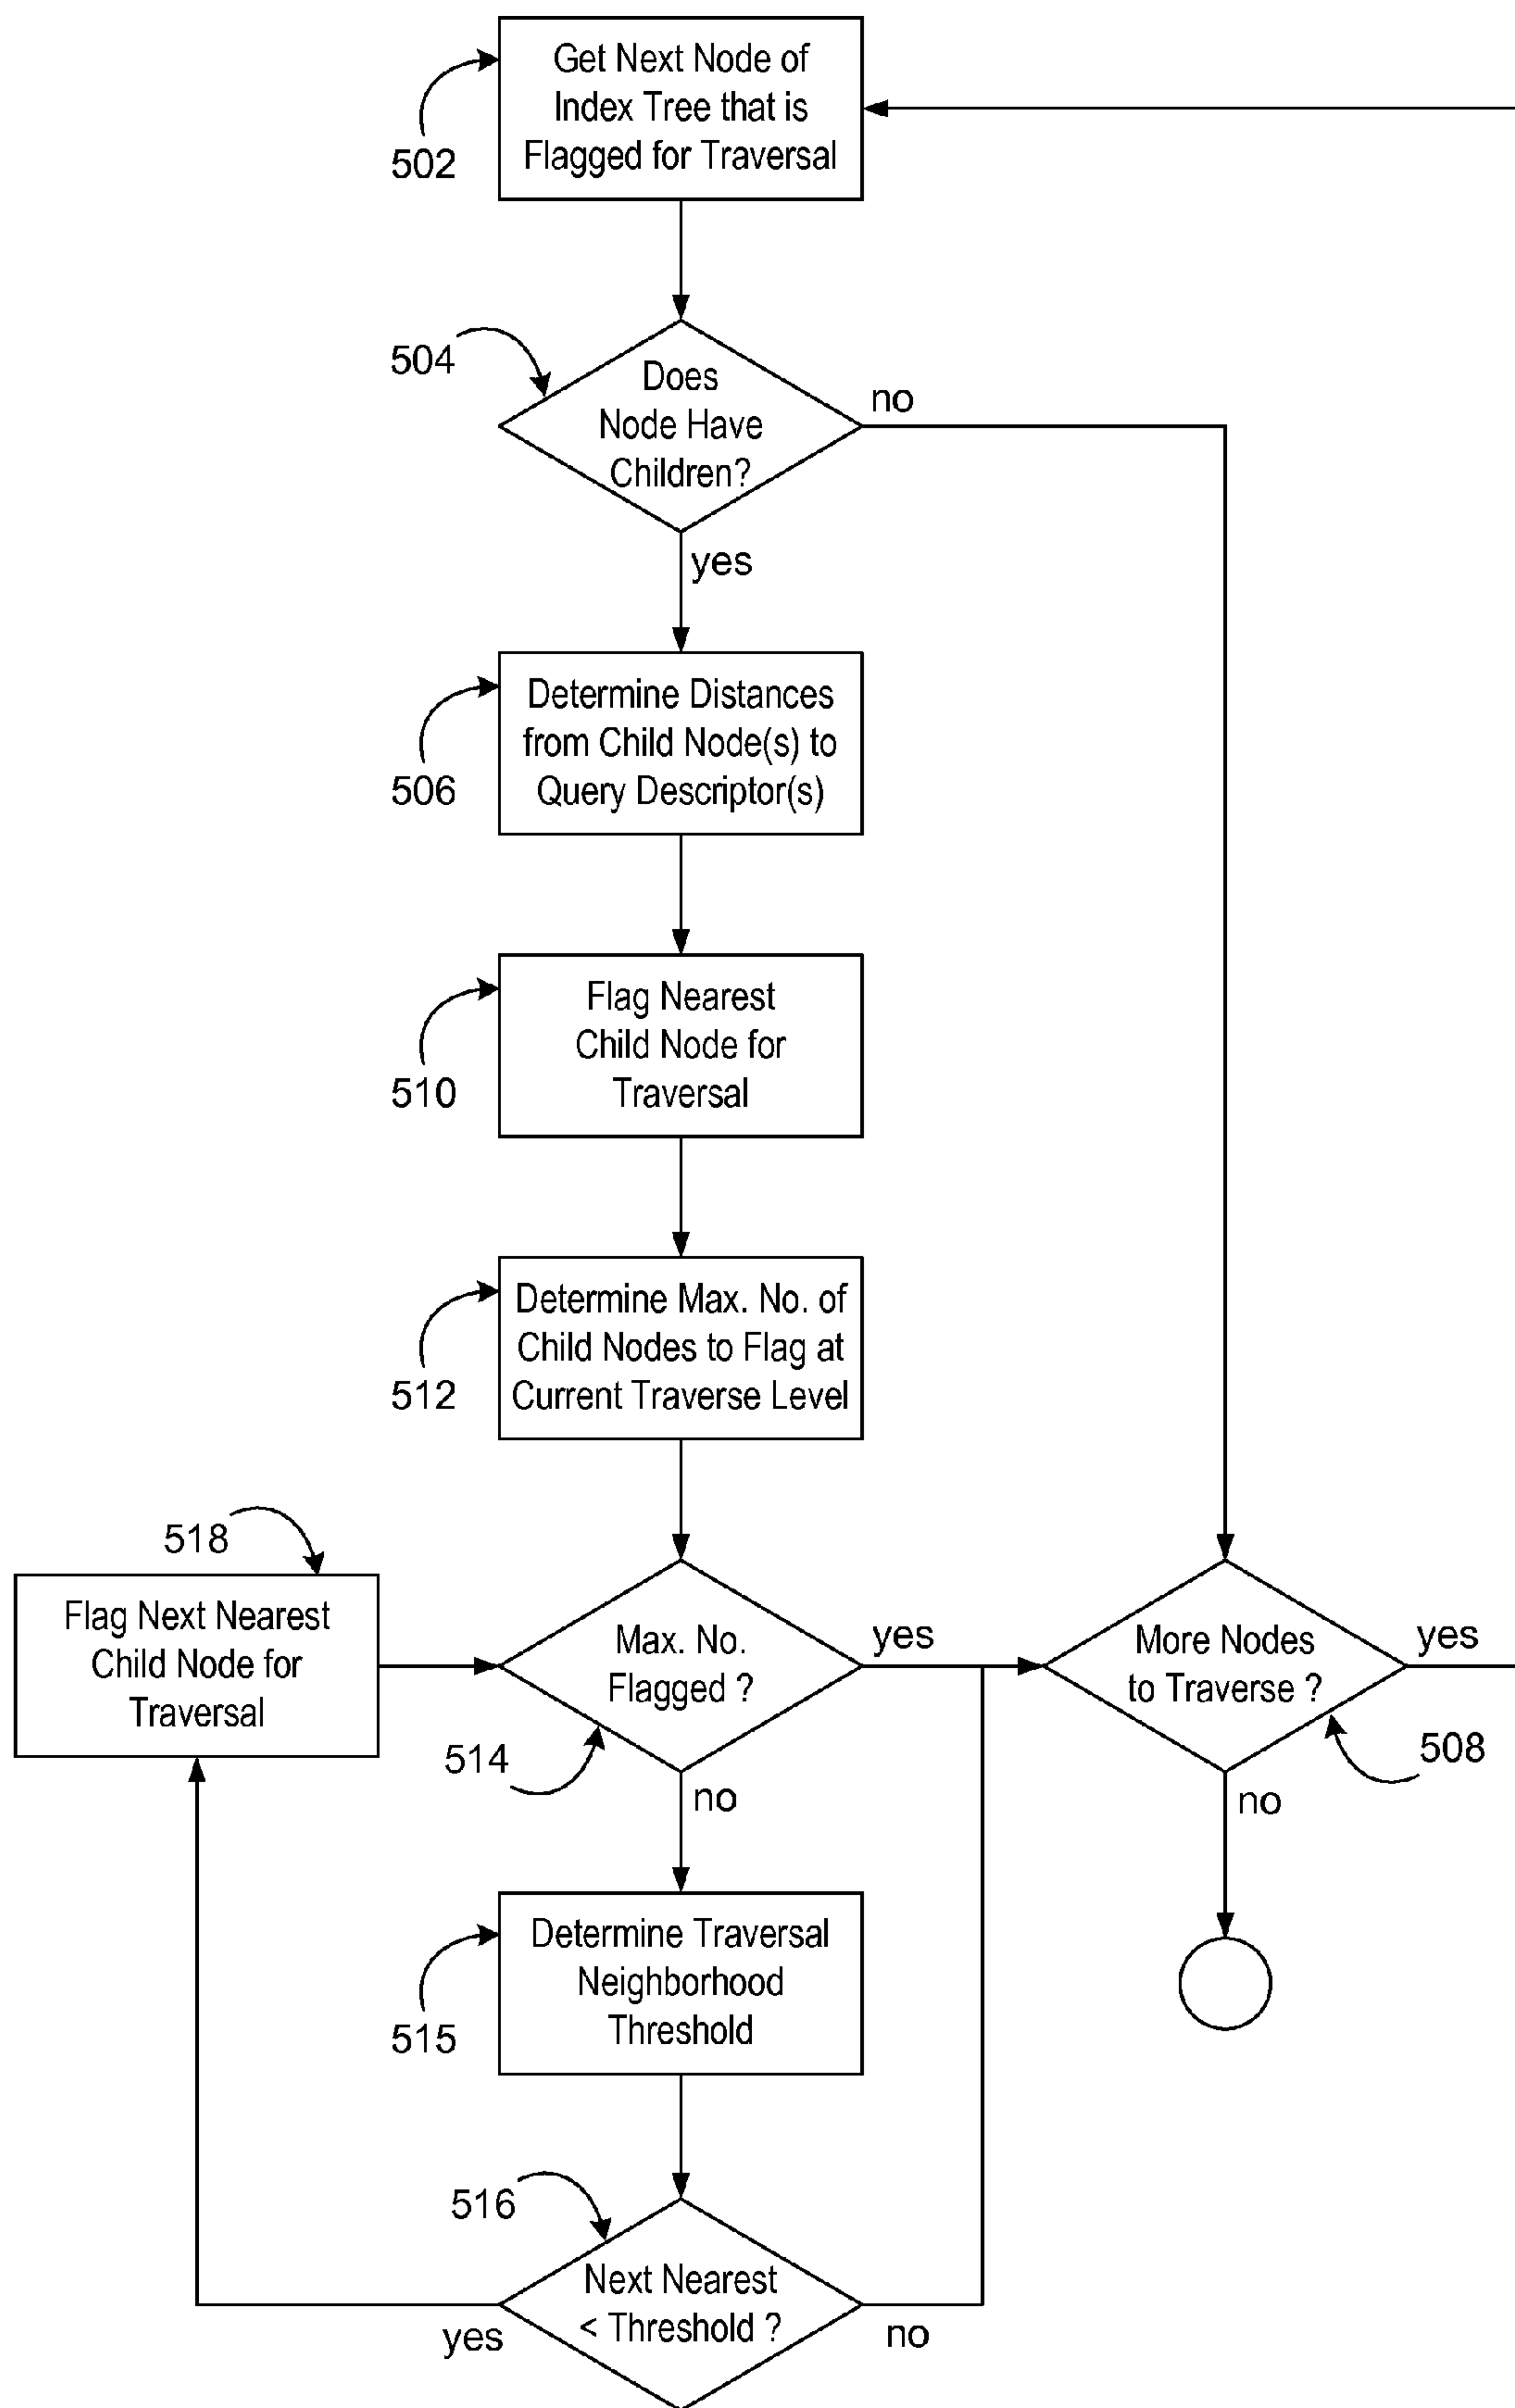 Get Next Node of
Index Tree that is
Flagged for Traversal
502
504
Does
Node Have
Children?
no
yes
Determine Distances
from Child Node(s) to
Query Descriptor(s)
506
Flag Nearest
Child Node for
Traversal
510
Determine Max. No. of
Child Nodes to Flag at
Current Traverse Level
512
518
Flag Next Nearest
Child Node for
Traversal
Max. No.
Flagged ?
yes
More Nodes
to Traverse ?
yes
514
508
no
no
Determine Traversal
Neighborhood
Threshold
515
516
Next Nearest
< Threshold ?
yes
no